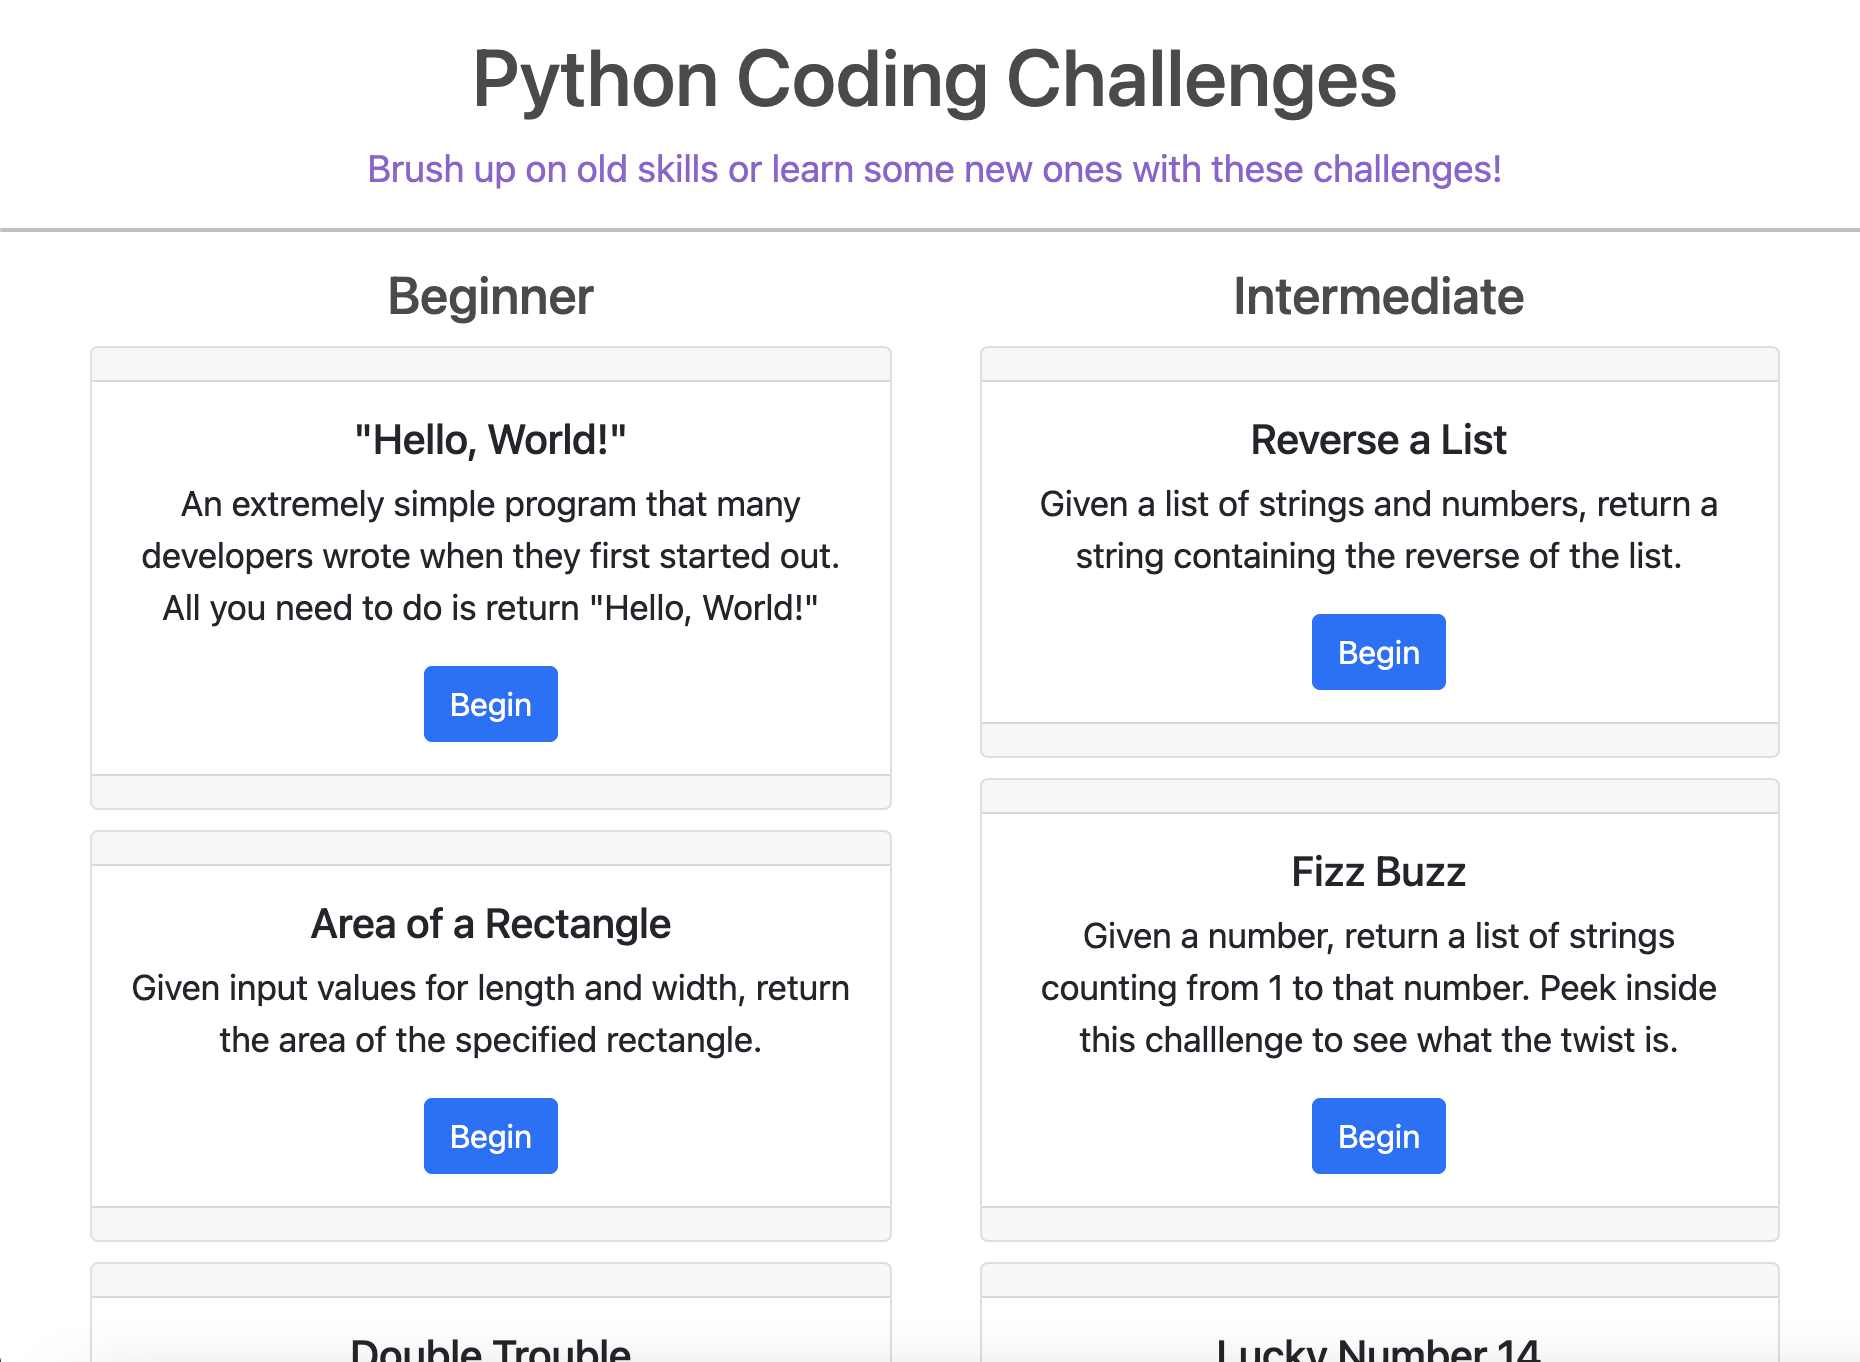 Python Coding Challenges
Brush up on old skills or learn some new ones with these challenges!
Beginner
"Hello, World!"
An extremely simple program that many
developers wrote when they first started out.
All you need to do is return "Hello, World!"
Begin
Area of a Rectangle
Given input values for length and width, return
the area of the specified rectangle.
Begin
Double Trouble
Intermediate
Reverse a List
Given a list of strings and numbers, return a
string containing the reverse of the list.
Begin
Fizz Buzz
Given a number, return a list of strings
counting from 1 to that number. Peek inside
this challlenge to see what the twist is.
Begin
Lucky Number 14